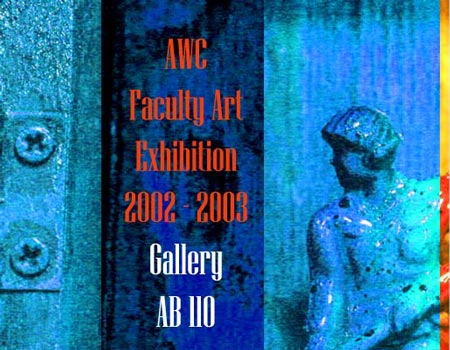 AWC
Faculty Art
Exhibition
2002 - 2003
Gallery
AB 110